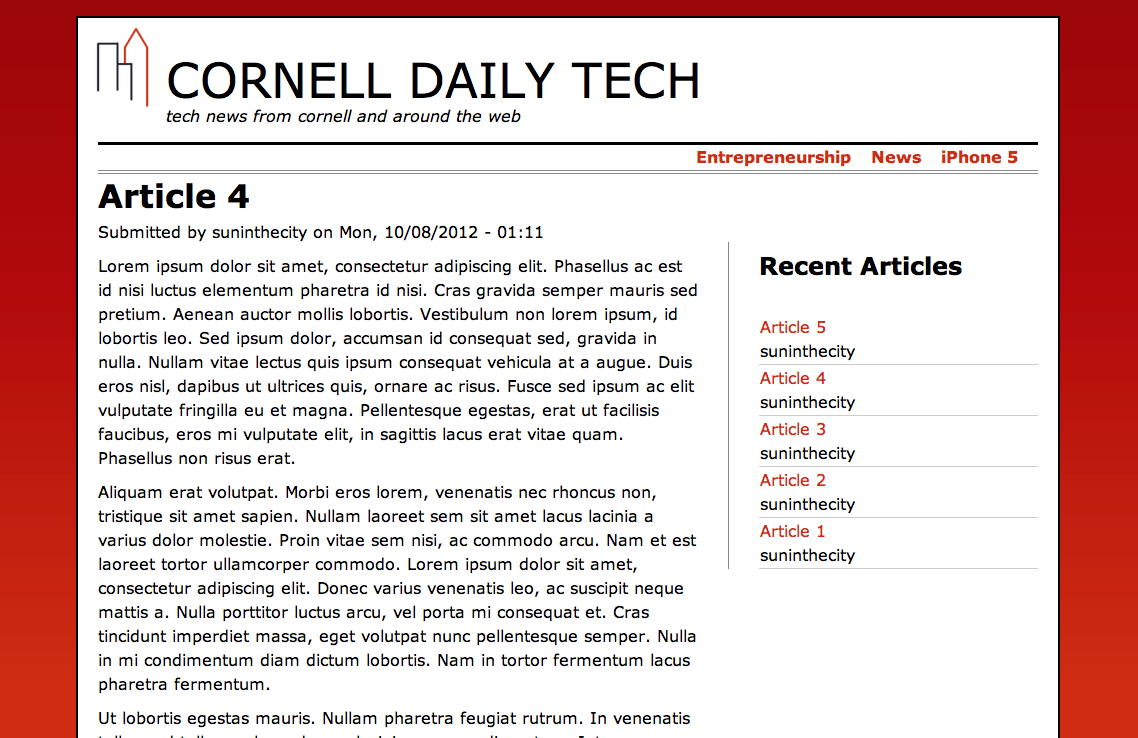 CORNELL DAILY TECH
tech news from cornell and around the web
Entrepreneurship News iPhone 5
Article 4
Submitted by suninthecity on Mon, 10/08/2012 - 01:11
Lorem ipsum dolor sit amet, consectetur adipiscing elit. Phasellus ac est
id nisi luctus elementum pharetra id nisi. Cras gravida semper mauris sed
pretium. Aenean auctor mollis lobortis. Vestibulum non lorem ipsum, id
lobortis leo. Sed ipsum dolor, accumsan id consequat sed, gravida in
nulla. Nullam vitae lectus quis ipsum consequat vehicula at a augue. Duis
eros nisl, dapibus ut ultrices quis, ornare ac risus. Fusce sed ipsum ac elit
vulputate fringilla eu et magna. Pellentesque egestas, erat ut facilisis
faucibus, eros mi vulputate elit, in sagittis lacus erat vitae quam.
Phasellus non risus erat.
Aliquam erat volutpat. Morbi eros lorem, venenatis nec rhoncus non,
tristique sit amet sapien. Nullam laoreet sem sit amet lacus lacinia a
varius dolor molestie. Proin vitae sem nisi, ac commodo arcu. Nam et est
laoreet tortor ullamcorper commodo. Lorem ipsum dolor sit amet,
consectetur adipiscing elit. Donec varius venenatis leo, ac suscipit neque
mattis a. Nulla porttitor luctus arcu, vel porta mi consequat et. Cras
tincidunt imperdiet massa, eget volutpat nunc pellentesque semper. Nulla
in mi condimentum diam dictum lobortis. Nam in tortor fermentum lacus
pharetra fermentum.
Ut lobortis egestas mauris. Nullam pharetra feugiat rutrum. In venenatis
Recent Articles
Article 5
suninthecity
Article 4
suninthecity
Article 3
suninthecity
Article 2
suninthecity
Article 1
suninthecity